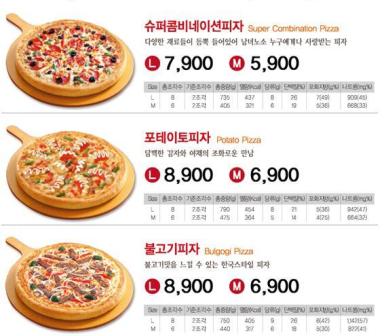 슈퍼콤비네이션피자 Super Combination Pizza
다양한 재료들이 듬뿍 들어있어 남녀노소 누구에게나 사랑받는 피자
L 7,900 M 5,900
Size 총조각수 기준조각수 총중량(g) 열량(Kcal) 당류(g) 단백질(g) 포화지방(g%) 나트륨(mg%)
L 8 2조각 735 437 8 26 7(49) 909(45)
M 6 2조각 405 321 6 19 5(36) 668(33)
포테이토피자 Potato Pizza
담백한 감자와 야채의 조화로운 만남
L 8,900 M 6,900
Size 총조각수 기준조각수 총중량(g) 열량(Kcal) 당류(g) 단백질(g) 포화지방(g%) 나트륨(mg%)
L 8 2조각 790 454 8 21 942(47)
M 6 2조각 475 364 5 14 4(25)
불고기피자 Bulgogi Pizza
불고기맛을 느낄 수 있는 한국스타일 피자
L 8,900 M 6,900
Size 총조각수 기준조각수 총중량(g) 열량(Kcal) 당류(g) 단백질(g) 포화지방(g%) 나트륨(mg%)
L 8 2조각 750 405 9 26 6(42) 1,142(57)
M 6 2조각 440 317 6 18 5(30) 822(41)